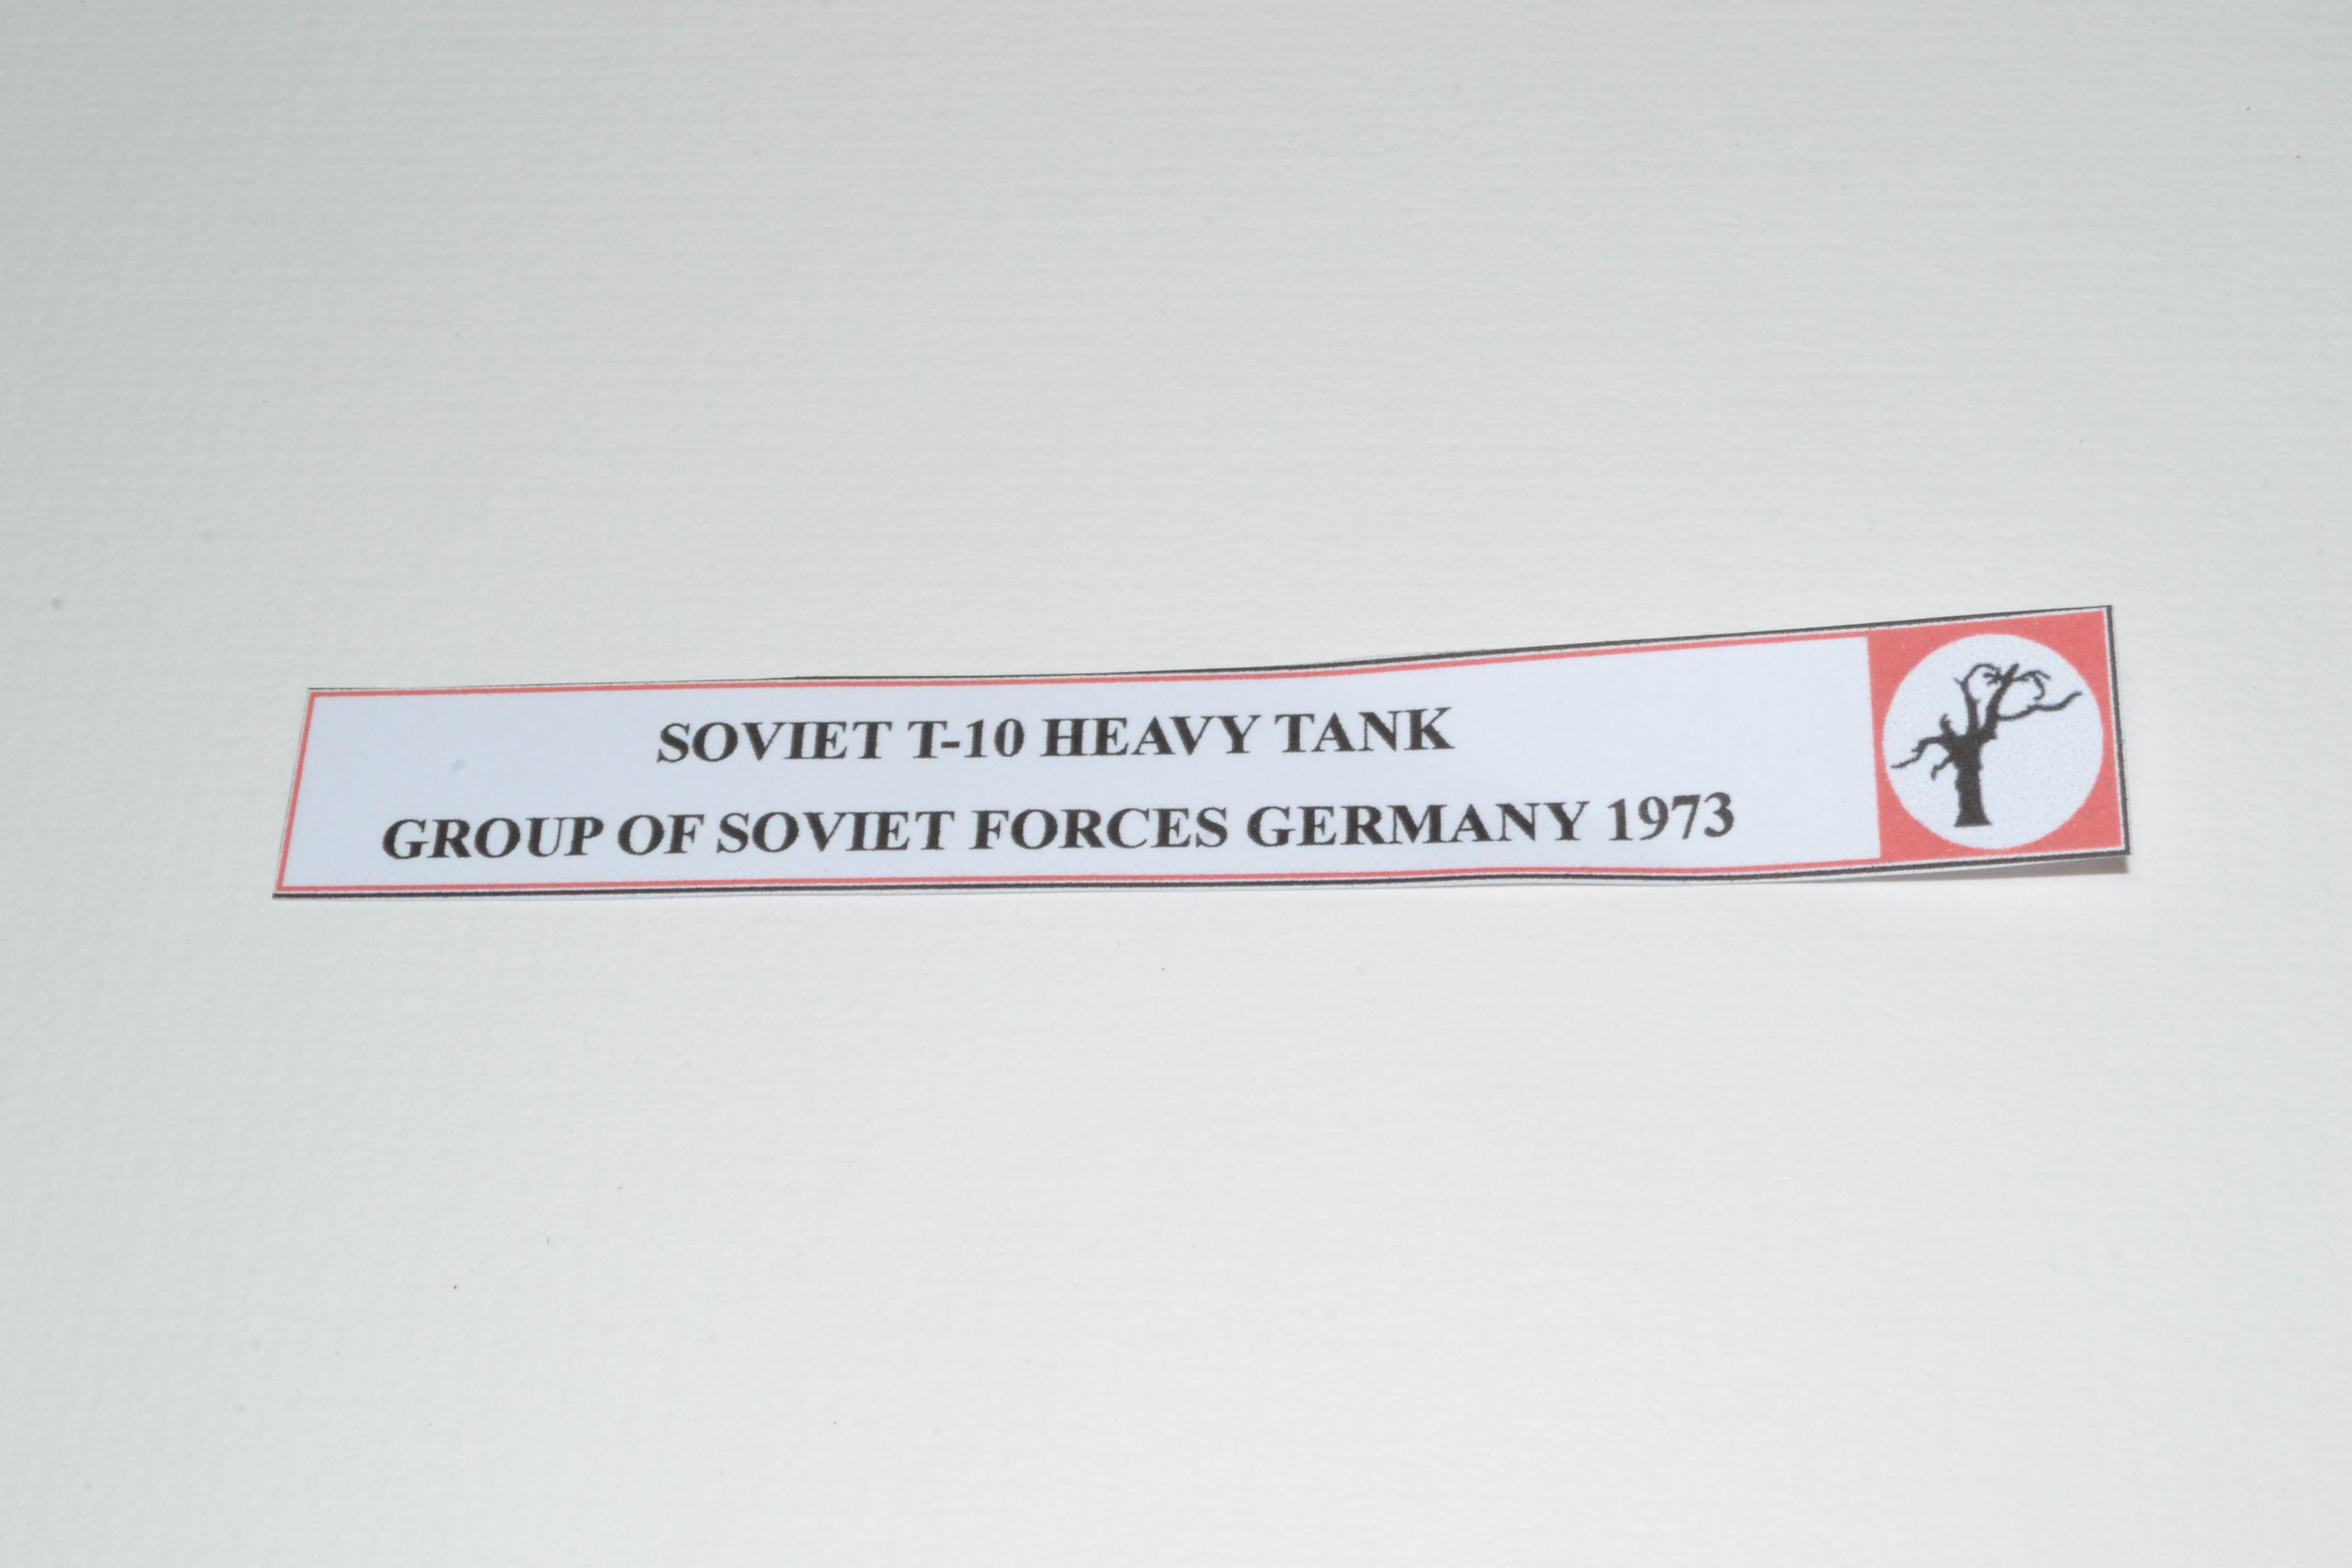 SOVIET T-10 HEAVY TANK
GROUP OF SOVIET FORCES GERMANY 1973